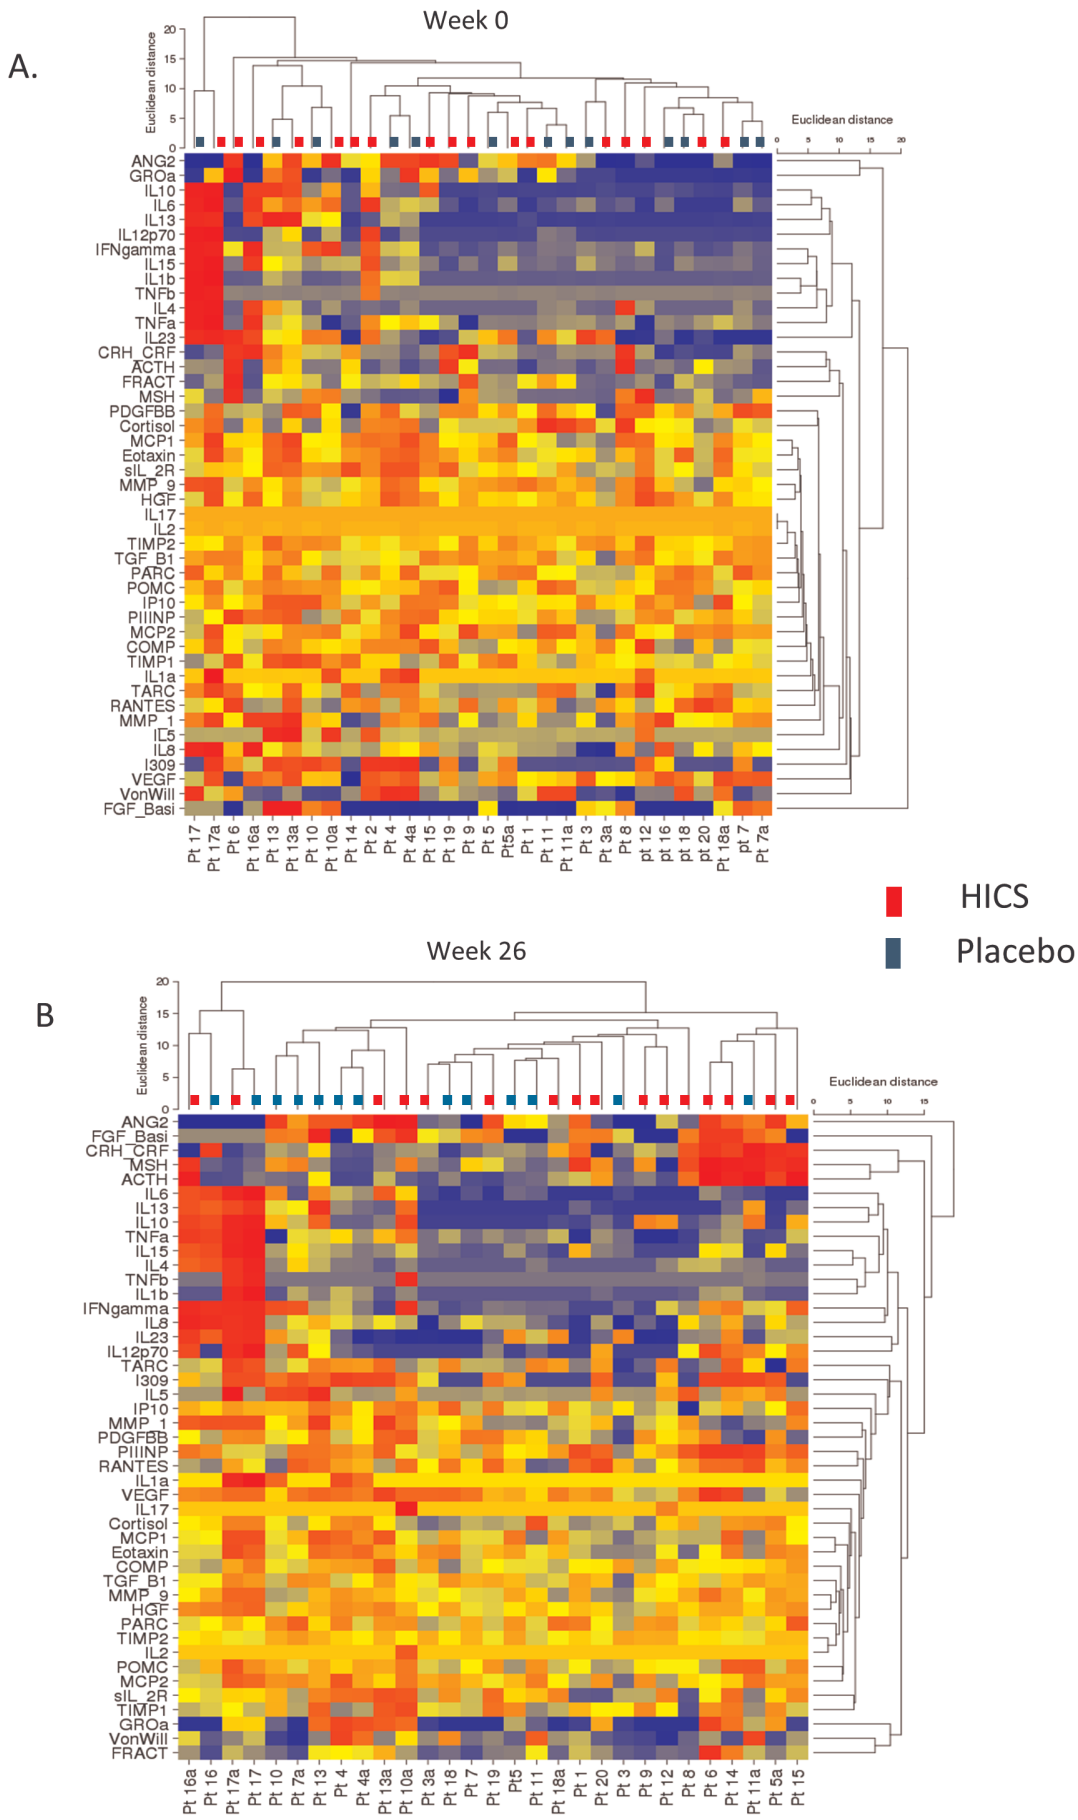 Week 0
A.
Euclidean distance
20
15
10
5
0
Euclidean distance
0 5 10 15 20
ANG2
GROa
IL10
IL6
IL13
IL12p70
IFNgamma
IL15
IL1b
TNFb
IL4
TNFa
IL23
CRH_CRF
ACTH
FRACT
MSH
PDGFBB
Cortisol
MCP1
Eotaxin
sIL_2R
MMP_9
HGF
IL17
IL2
TIMP2
TGF_B1
PARC
POMC
IP10
PIIINP
MCP2
COMP
TIMP1
IL1a
TARC
RANTES
MMP_1
IL5
IL8
I309
VEGF
VonWill
FGF_Basi
Pt 17 Pt 17a Pt 6 Pt 16a Pt 13 Pt 13a Pt 10 Pt 10a Pt 14 Pt 2 Pt 4 Pt 4a Pt 15 Pt 19 Pt 9 Pt 5 Pt5a Pt 1 Pt 11 Pt 11a Pt 3 Pt 3a Pt 8 pt 12 pt 16 pt 18 pt 20 Pt 18a pt 7 Pt 7a
HICS
Placebo
Week 26
B
Euclidean distance
20
15
10
5
0
Euclidean distance
0 5 10 15
ANG2
FGF_Basi
CRH_CRF
MSH
ACTH
IL6
IL13
IL10
TNFa
IL15
IL4
TNFb
IL1b
IFNgamma
IL8
IL23
IL12p70
TARC
I309
IL5
IP10
MMP_1
PDGFBB
PIIINP
RANTES
IL1a
VEGF
IL17
Cortisol
MCP1
Eotaxin
COMP
TGF_B1
MMP_9
HGF
PARC
TIMP2
IL2
POMC
MCP2
sIL_2R
TIMP1
GROa
VonWill
FRACT
Pt 16a Pt 16 Pt 17a Pt 17 Pt 10 Pt 7a Pt 13 Pt 4 Pt 4a Pt 13a Pt 10a Pt 3a Pt 18 Pt 7 Pt 19 Pt5 Pt 11 Pt 18a Pt 1 Pt 20 Pt 3 Pt 9 Pt 12 Pt 8 Pt 6 Pt 14 Pt 11a Pt 5a Pt 15